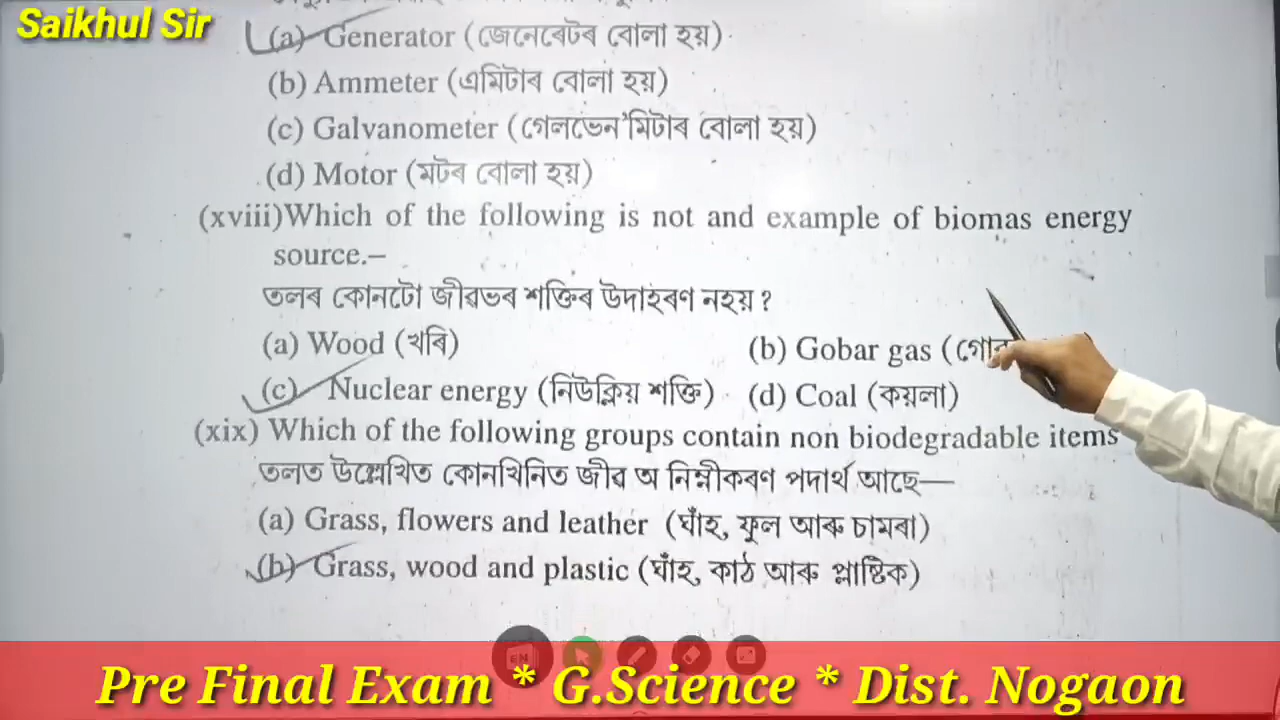 Saikhul Sir
(a) Generator (জেনেৰেটৰ বোলা হয়)
(b) Ammeter (এমিটাৰ বোলা হয়)
(c) Galvanometer (গেলভেন'মিটাৰ বোলা হয়)
(d) Motor (মটৰ বোলা হয়)
(xviii)Which of the following is not and example of biomas energy
source.–
তলৰ কোনটো জীৱভৰ শক্তিৰ উদাহৰণ নহয় ?
(a) Wood (খৰি) (b) Gobar gas
(c) Nuclear energy (নিউক্লিয় শক্তি) (d) Coal (কয়লা)
(xix) Which of the following groups contain non biodegradable items
তলত উল্লেখিত কোনখিনিত জীৱ অ নিম্নীকৰণ পদাৰ্থ আছে—
(a) Grass, flowers and leather (ঘাঁহ, ফুল আৰু চামৰা)
(b) Grass, wood and plastic (ঘাঁহ, কাঠ আৰু প্লাষ্টিক)
EN
Pre Final Exam * G.Science * Dist. Nogaon